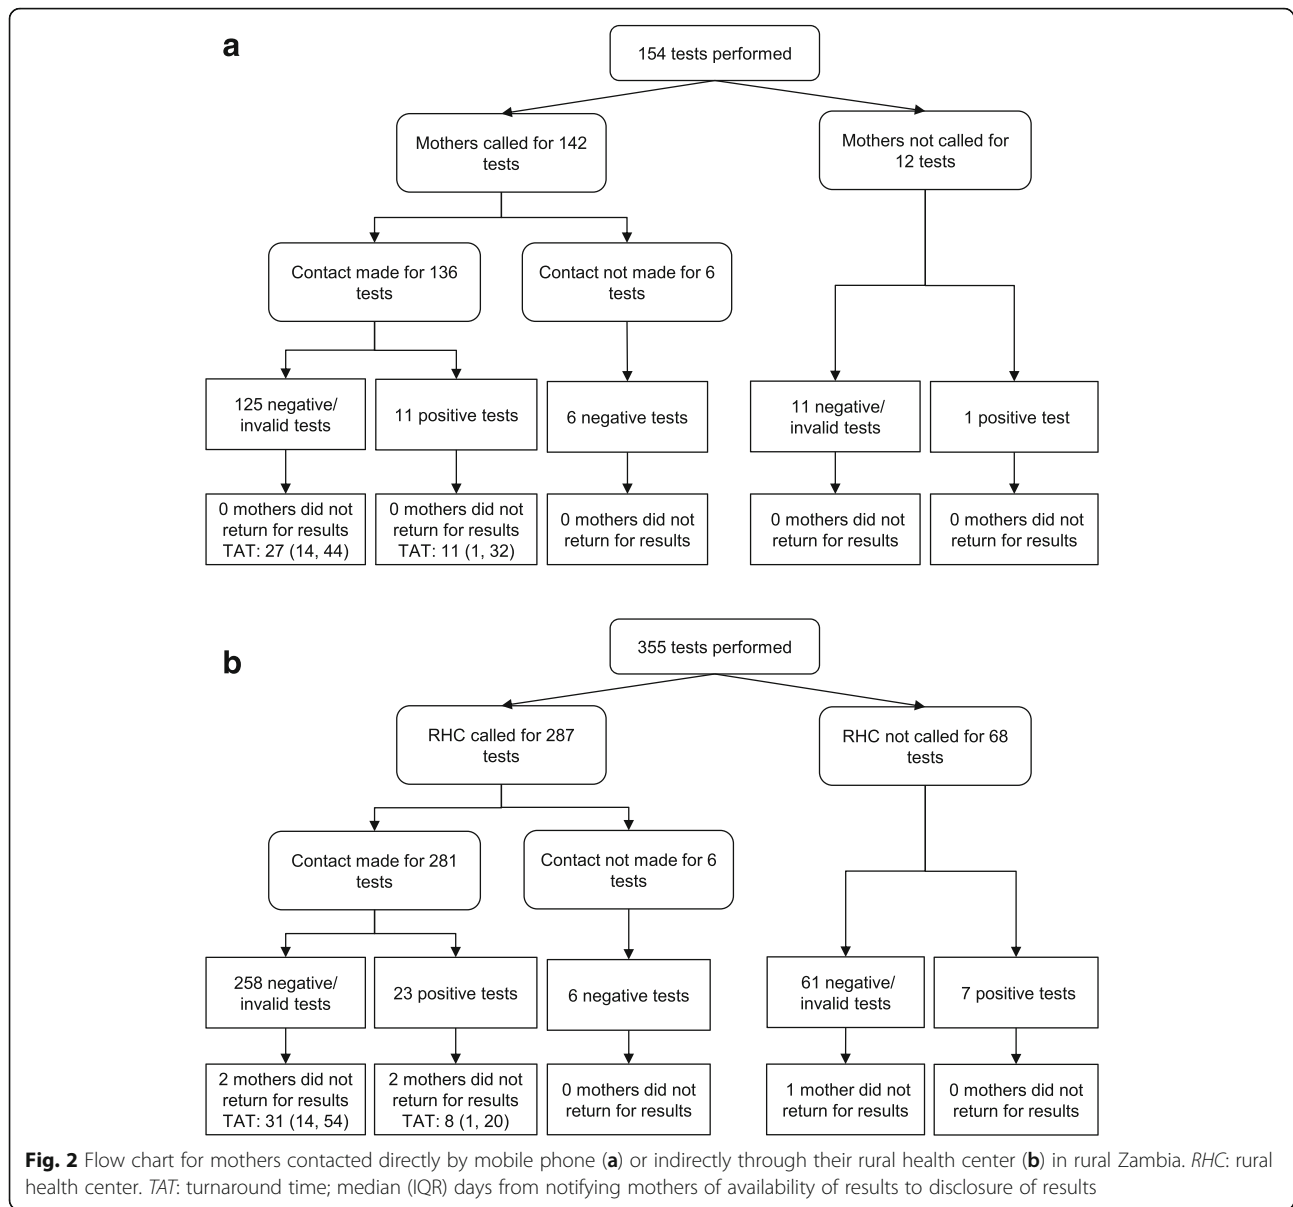 a
154 tests performed
Mothers called for 142
tests
Mothers not called for
12 tests
Contact made for 136
tests
Contact not made for 6
tests
125 negative/
invalid tests
11 positive tests
6 negative tests
11 negative/
invalid tests
1 positive test
0 mothers did not
return for results
TAT: 27 (14, 44)
0 mothers did not
return for results
TAT: 11 (1, 32)
0 mothers did not
return for results
0 mothers did not
return for results
0 mothers did not
return for results
b
355 tests performed
RHC called for 287
tests
RHC not called for 68
tests
Contact made for 281
tests
Contact not made for 6
tests
258 negative/
invalid tests
23 positive tests
6 negative tests
61 negative/
invalid tests
7 positive tests
2 mothers did not
return for results
TAT: 31 (14, 54)
2 mothers did not
return for results
TAT: 8 (1, 20)
0 mothers did not
return for results
1 mother did not
return for results
0 mothers did not
return for results
Fig. 2 Flow chart for mothers contacted directly by mobile phone (a) or indirectly through their rural health center (b) in rural Zambia. RHC: rural
health center. TAT: turnaround time; median (IQR) days from notifying mothers of availability of results to disclosure of results